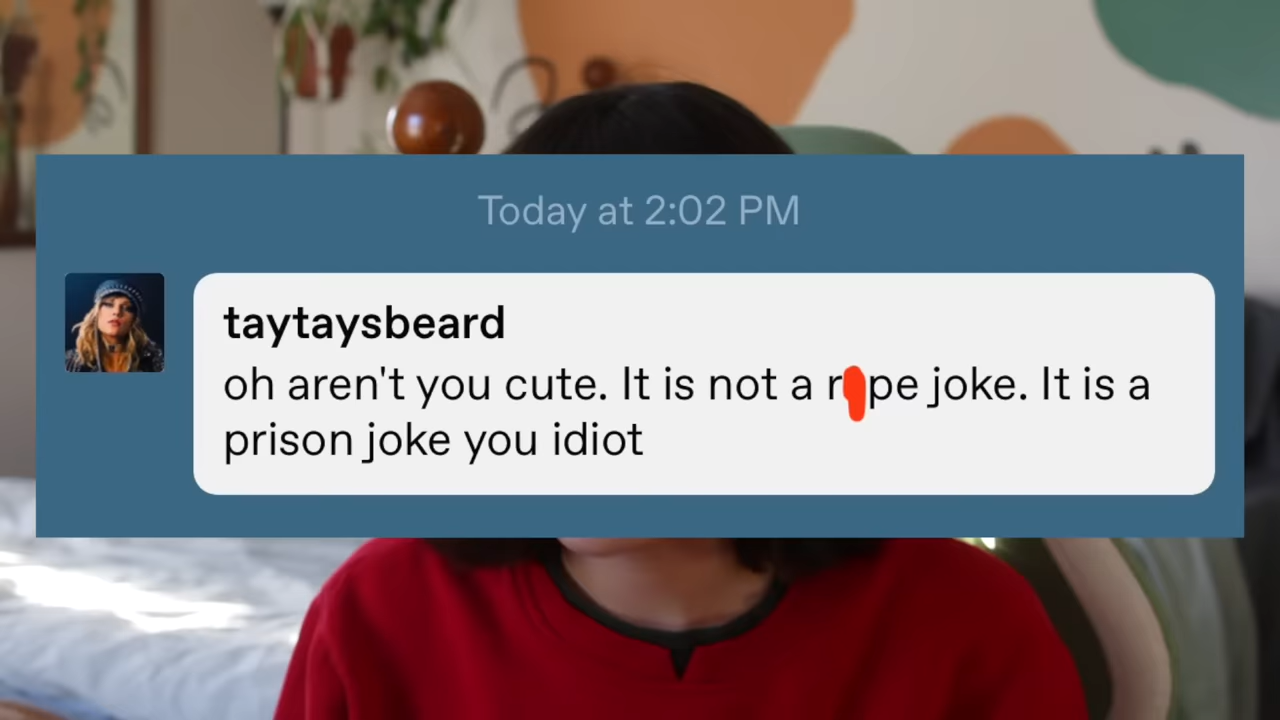 Today at 2:02 PM
taytaysbeard
oh aren't you cute. It is not a r pe joke. It is a
prison joke you idiot